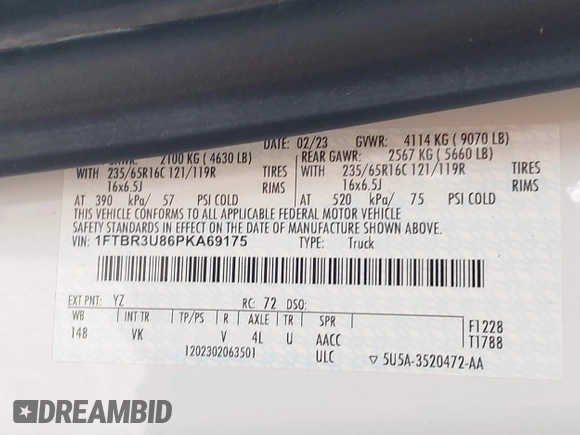 DATE: 02/23 GVWR: 4114 KG ( 9070 LB)
2100 KG ( 4630 LB) REAR GAWR: 2567 KG ( 5660 LB)
WITH 235/65R16C 121/119R TIRES WITH 235/65R16C 121/119R TIRES
16x6.5J RIMS 16x6.5J RIMS
AT 390 kPa/ 57 PSI COLD AT 520 kPa/ 75 PSI COLD
THIS VEHICLE CONFORMS TO ALL APPLICABLE FEDERAL MOTOR VEHICLE
SAFETY STANDARDS IN EFFECT ON THE DATE OF MANUFACTURE SHOWN ABOVE.
VIN: 1FTBR3U86PKA69175 TYPE: Truck
EXT PNT: YZ RC: 72 DSO:
WB INT TR TP/PS R AXLE TR SPR F1228
148 VK V 4L U AACC T1788
1202302063501 ULC ▽ 5U5A-3520472-AA
DREAMBID